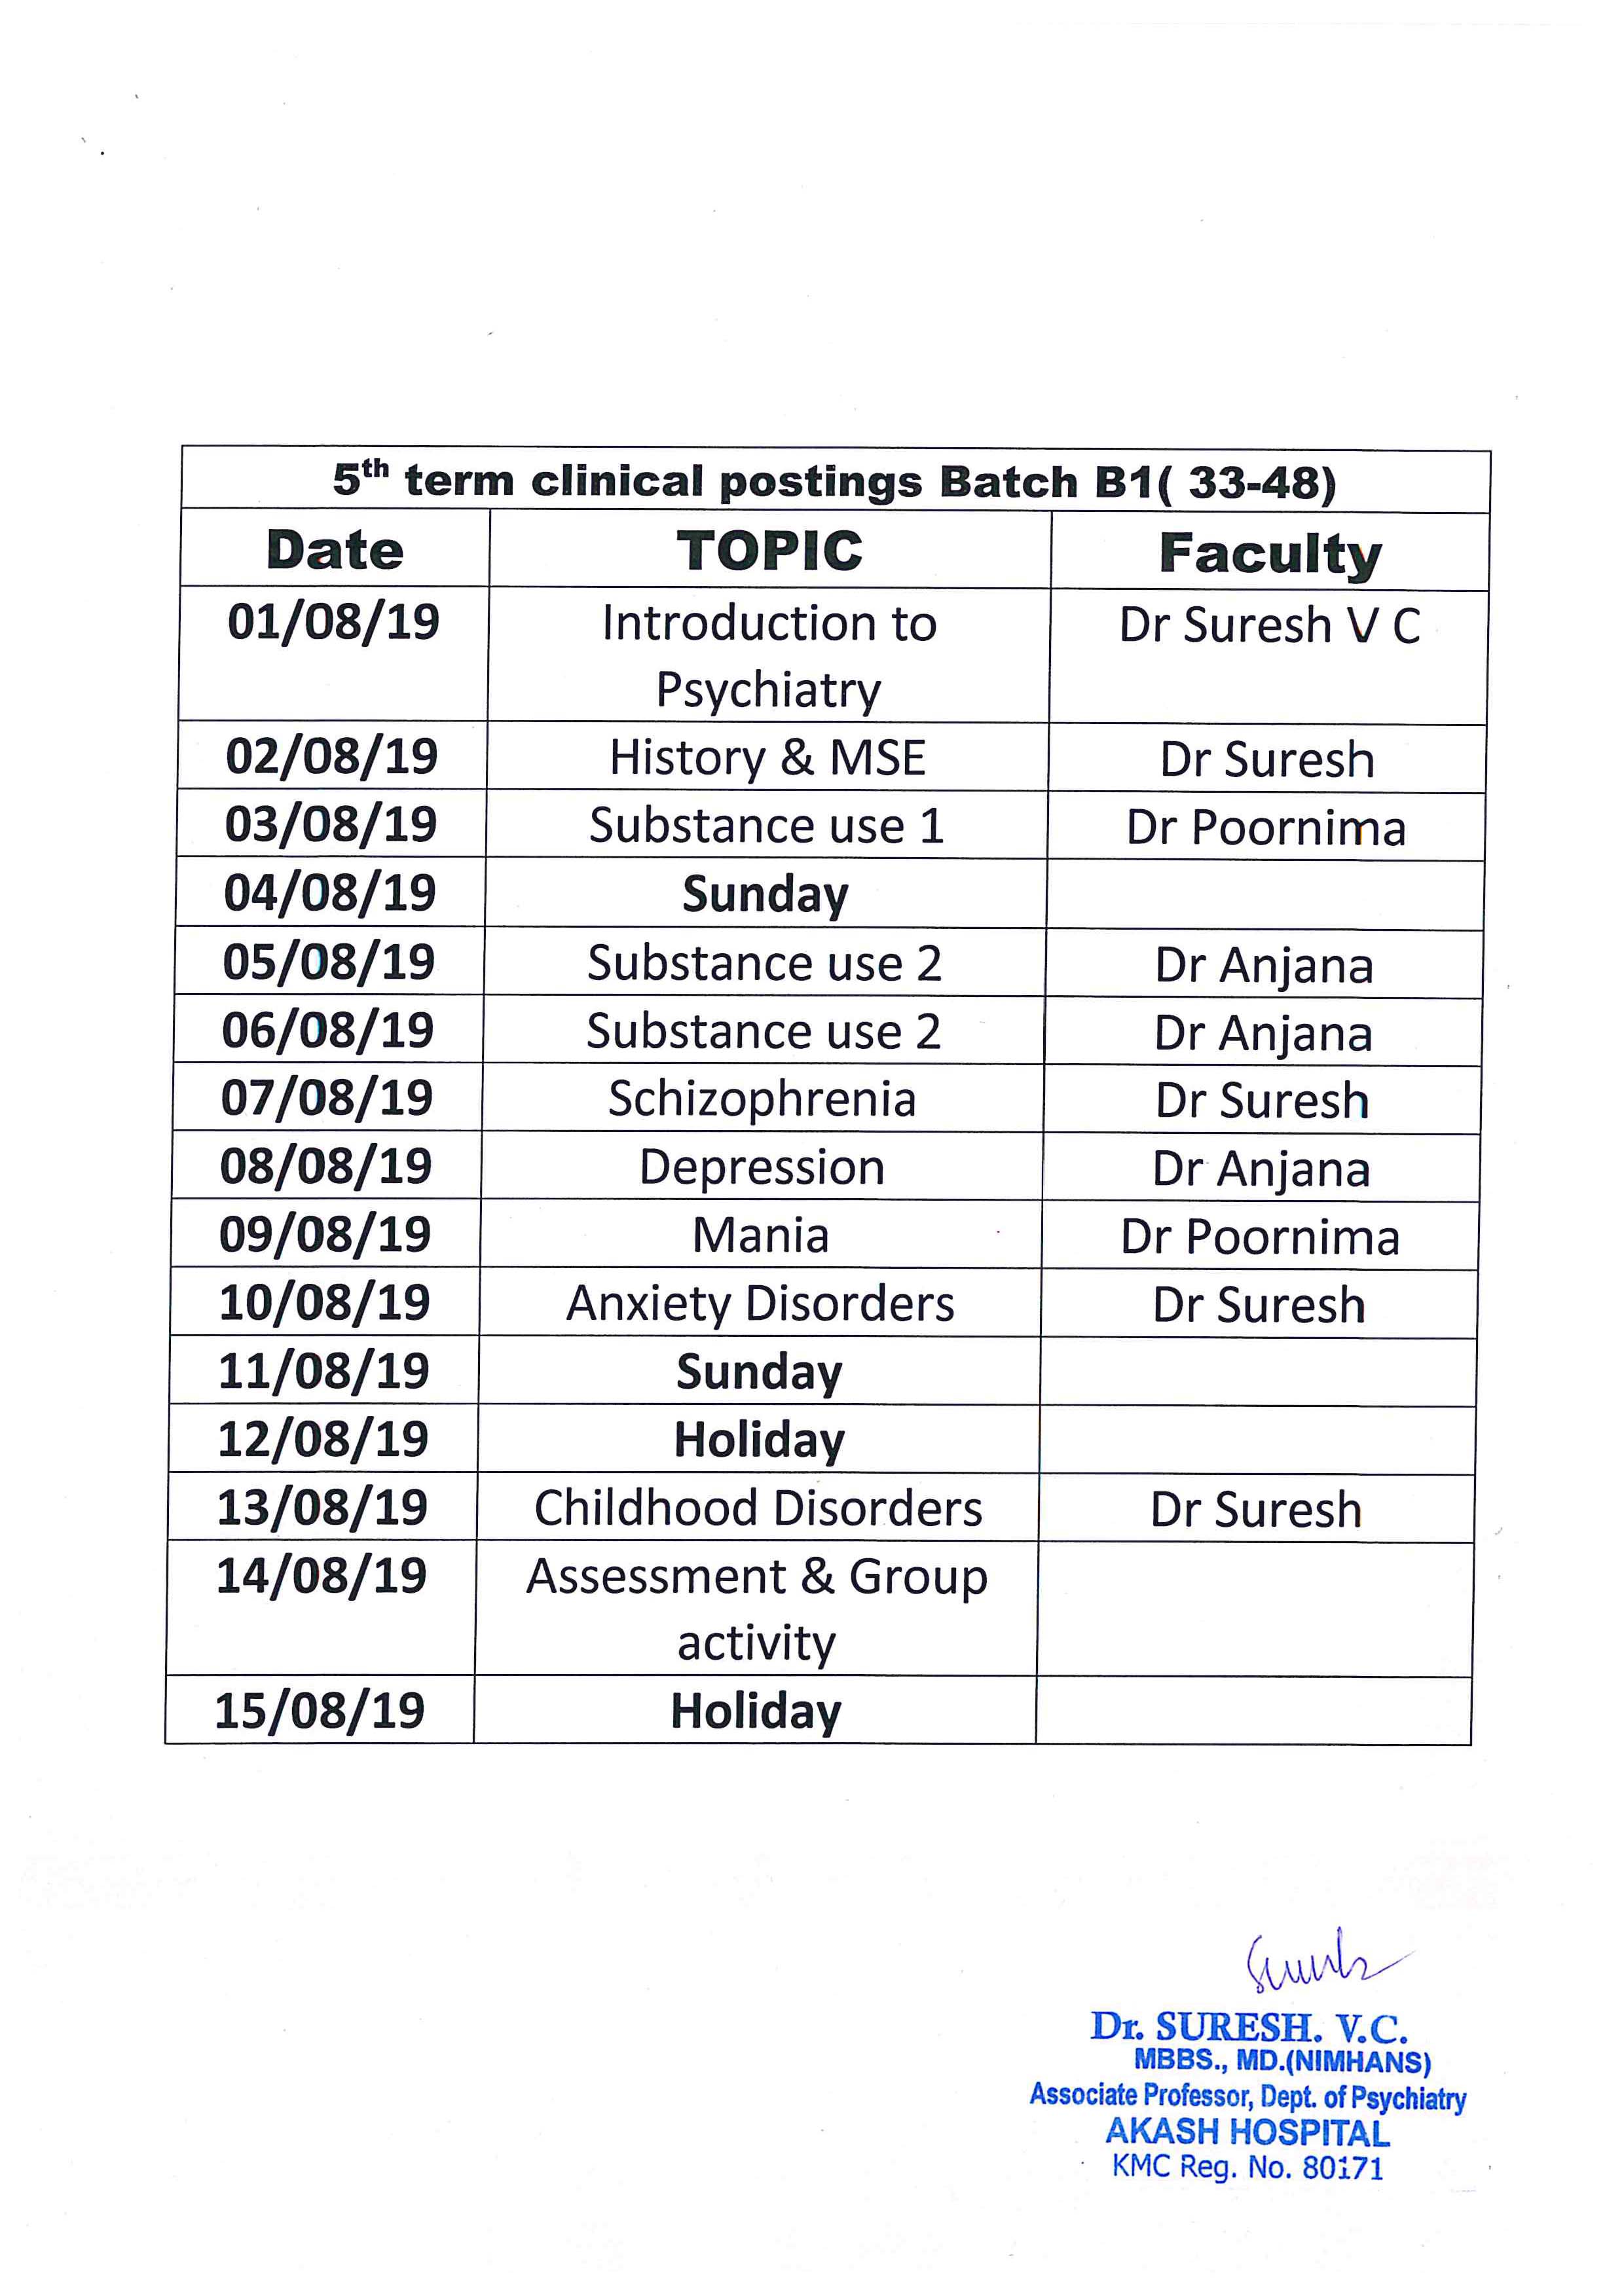 5th term clinical postings Batch B1( 33-48)
Date TOPIC Faculty
01/08/19 Introduction to Dr Suresh V C
Psychiatry
02/08/19 History & MSE Dr Suresh
03/08/19 Substance use 1 Dr Poornima
04/08/19 Sunday
05/08/19 Substance use 2 Dr Anjana
06/08/19 Substance use 2 Dr Anjana
07/08/19 Schizophrenia Dr Suresh
08/08/19 Depression Dr Anjana
09/08/19 Mania Dr Poornima
10/08/19 Anxiety Disorders Dr Suresh
11/08/19 Sunday
12/08/19 Holiday
13/08/19 Childhood Disorders Dr Suresh
14/08/19 Assessment & Group
activity
15/08/19 Holiday
Dr. SURESH. V.C.
MBBS., MD.(NIMHANS)
Associate Professor, Dept. of Psychiatry
AKASH HOSPITAL
KMC Reg. No. 80171